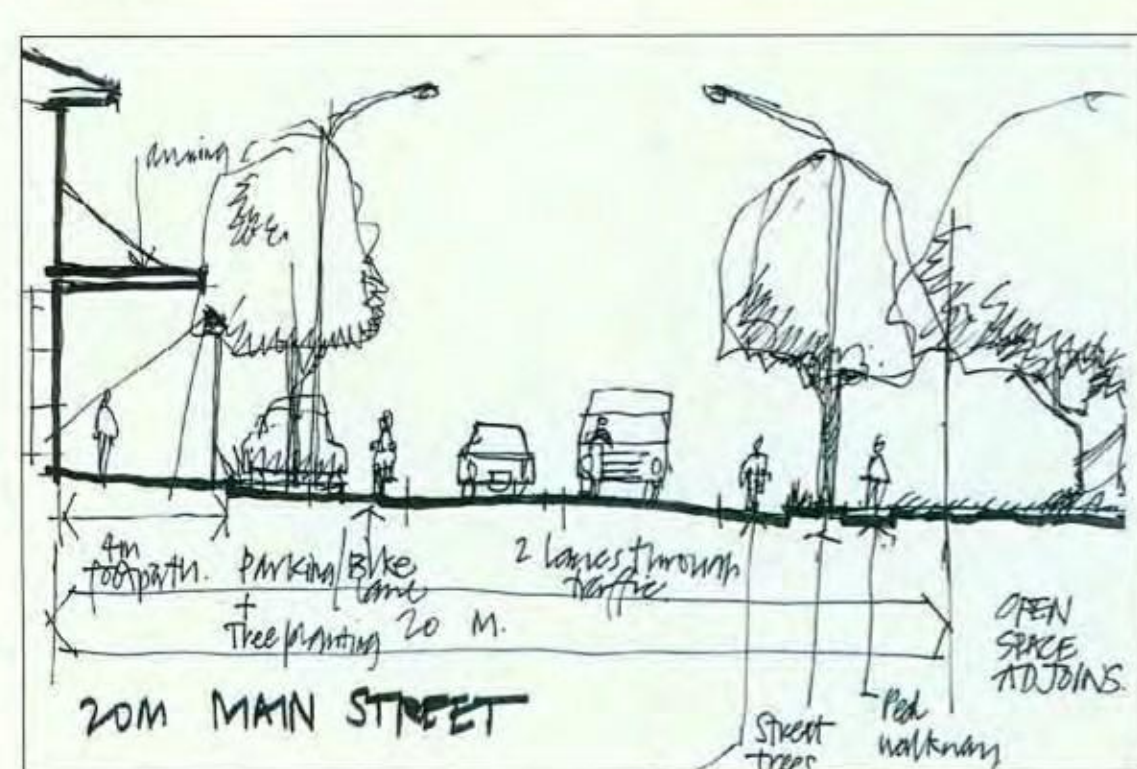 awning
4m
footpath.
Parking/Bike
lane
+
Tree planting
2 lanes through
traffic
20 M.
OPEN
SPACE
ADJOINS.
20M MAIN STREET
Street
trees
Ped
walkway